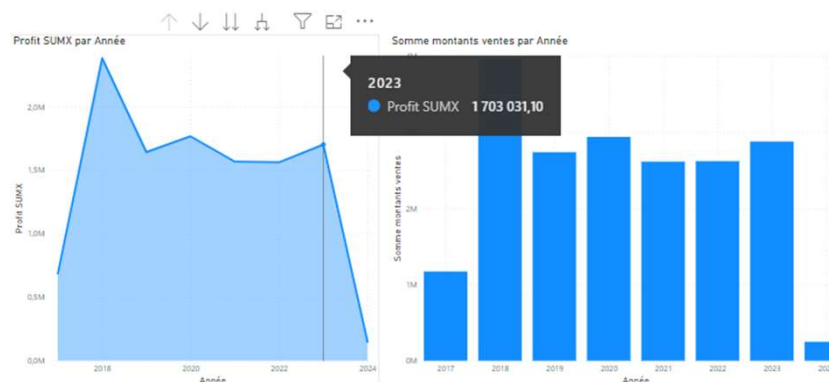 Profit SUMX par Année
2,0M
1,5M
1,0M
0,5M
0,0M
Profit SUMX
2018
2020
2022
2024
Année
Somme montants ventes par Année
2023
Profit SUMX 1 703 031,10
2M
1M
0M
Somme montants ventes
2017
2018
2019
2020
2021
2022
2023
Année